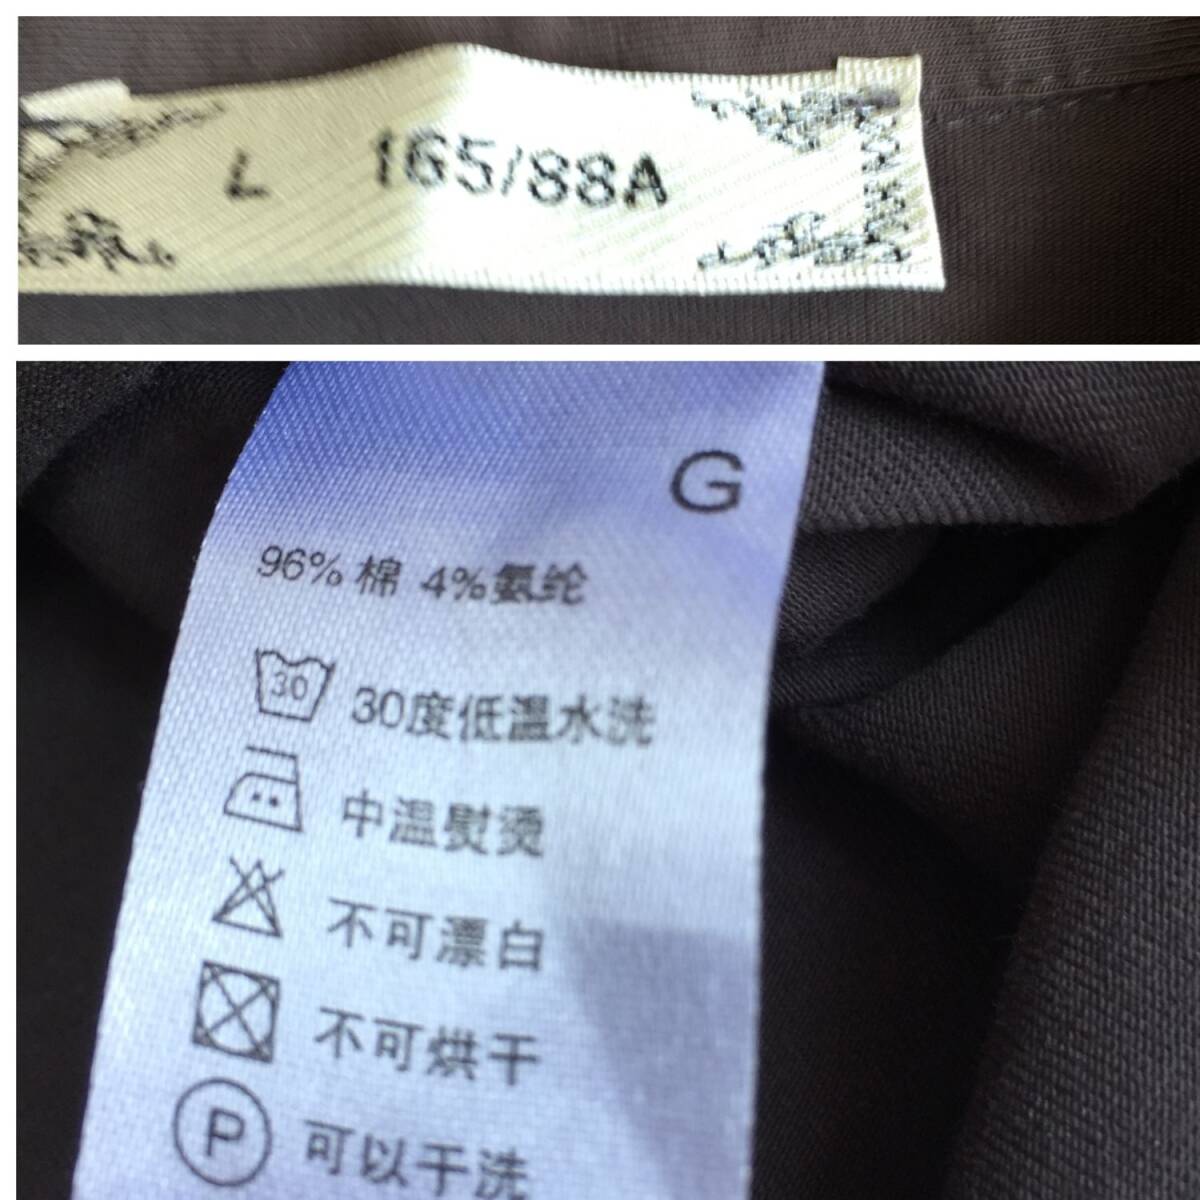 L 165/88A
G
96% 棉 4%氨纶
30 30度低温水洗
中温熨烫
不可漂白
不可烘干
P 可以干洗